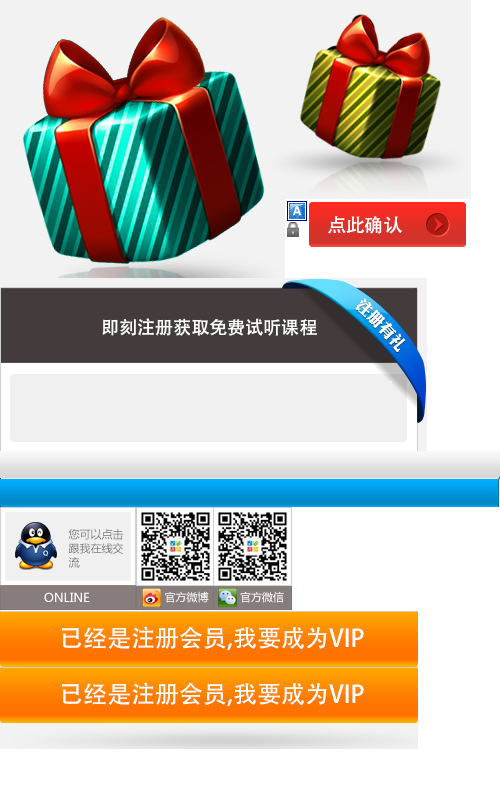 A
点此确认
注册有礼
即刻注册获取免费试听课程
您可以点击
跟我在线交
流
ONLINE
官方微博
官方微信
已经是注册会员,我要成为VIP
已经是注册会员,我要成为VIP